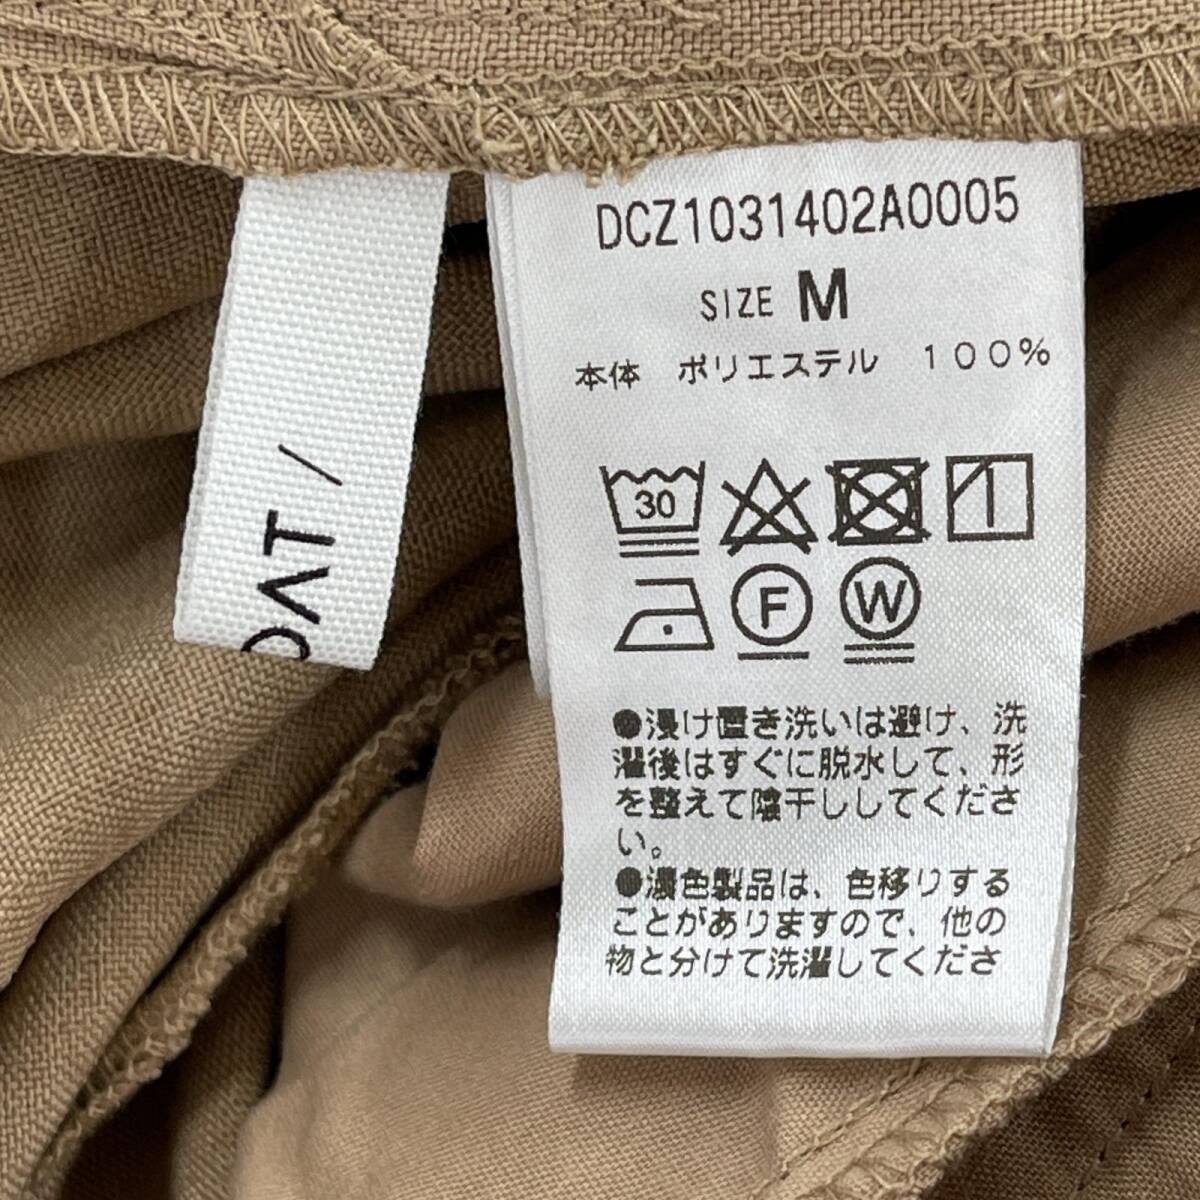 DCZ1031402A0005
SIZE M
本体 ポリエステル 100%
30
F
W
●浸け置き洗いは避け、洗
濯後はすぐに脱水して、形
を整えて陰干ししてくださ
い。
●濃色製品は、色移りする
ことがありますので、他の
物と分けて洗濯してくださ